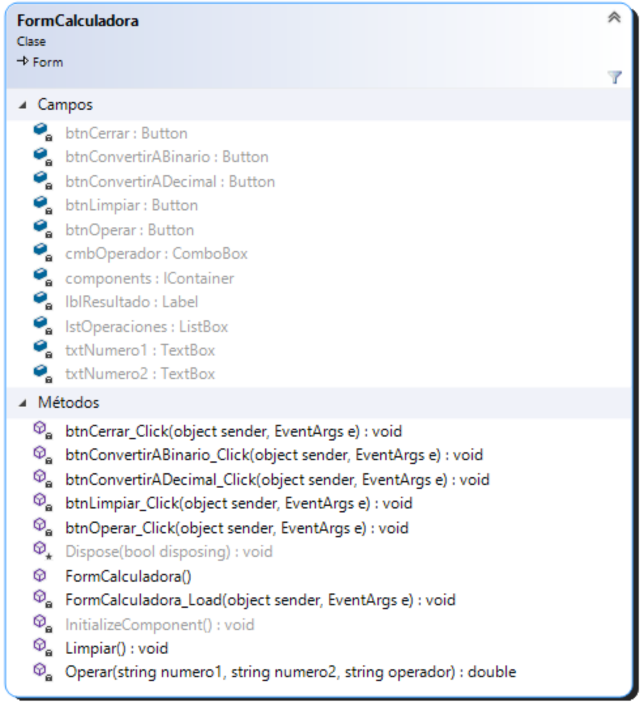 FormCalculadora
Clase
Form
Campos
btnCerrar : Button
btnConvertirABinario : Button
btnConvertirADecimal : Button
btnLimpiar : Button
btnOperar : Button
cmbOperador : ComboBox
components : IContainer
lblResultado : Label
lstOperaciones : ListBox
txtNumero1 : TextBox
txtNumero2 : TextBox
Métodos
btnCerrar_Click(object sender, EventArgs e) : void
btnConvertirABinario_Click(object sender, EventArgs e) : void
btnConvertirADecimal_Click(object sender, EventArgs e) : void
btnLimpiar_Click(object sender, EventArgs e) : void
btnOperar_Click(object sender, EventArgs e) : void
Dispose(bool disposing) : void
FormCalculadora()
FormCalculadora_Load(object sender, EventArgs e) : void
InitializeComponent() : void
Limpiar() : void
Operar(string numero1, string numero2, string operador) : double